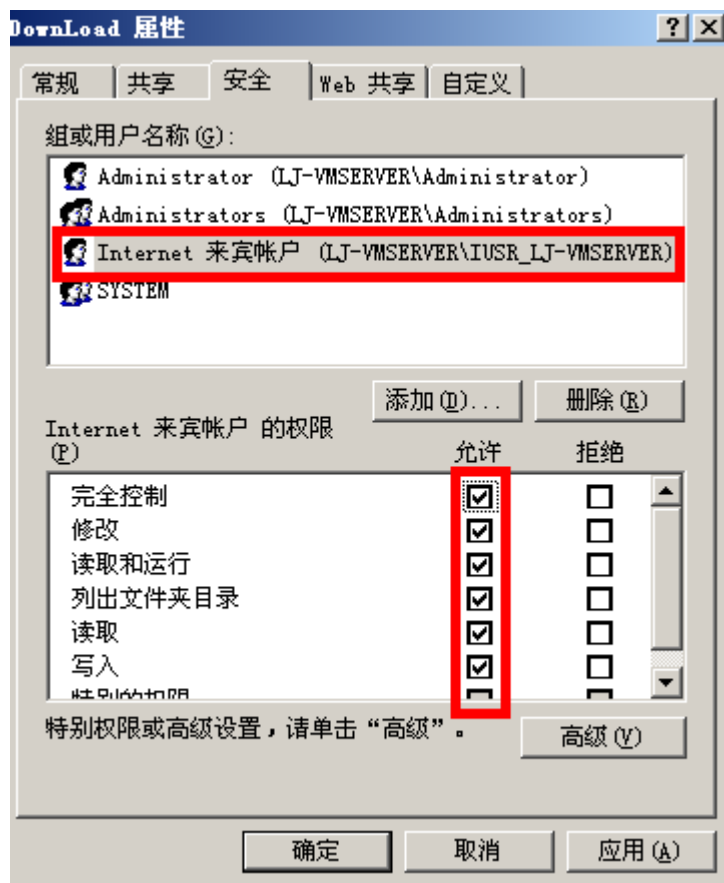 DownLoad 属性
常规 共享 安全 Web 共享 自定义
组或用户名称(G):
Administrator (LJ-VMSERVER\Administrator)
Administrators (LJ-VMSERVER\Administrators)
Internet 来宾帐户 (LJ-VMSERVER\IUSR_LJ-VMSERVER)
SYSTEM
添加(D)... 删除(R)
Internet 来宾帐户 的权限
(P) 允许 拒绝
完全控制
修改
读取和运行
列出文件夹目录
读取
写入
特别的权限
特别权限或高级设置，请单击“高级”。 高级(V)
确定 取消 应用(A)